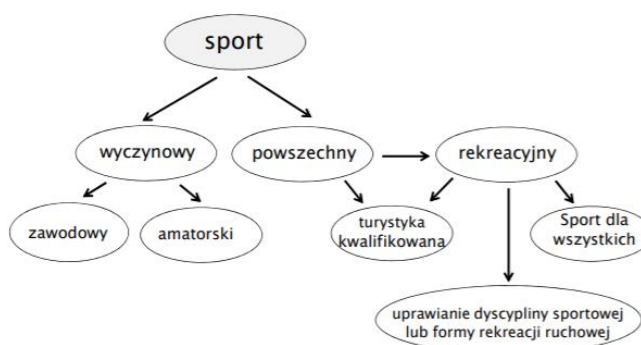 sport
wyczynowy
powszechny
rekreacyjny
zawodowy
amatorski
turystyka
kwalifikowana
Sport dla
wszystkich
uprawianie dyscypliny sportowej
lub formy rekreacji ruchowej